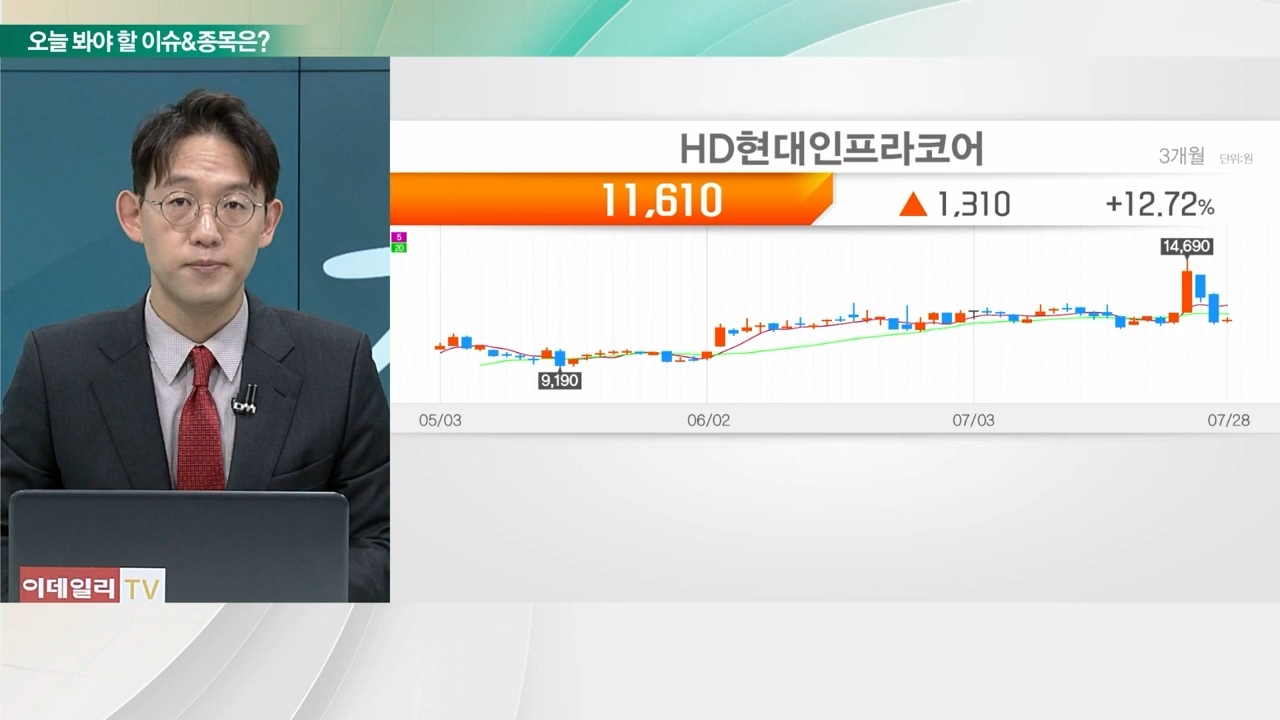 오늘 봐야 할 이슈&종목은?
HD현대인프라코어
3개월 단위:원
11,610 ▲ 1,310 +12.72%
5
20
14,690
9,190
05/03 06/02 07/03 07/28
이데일리 TV